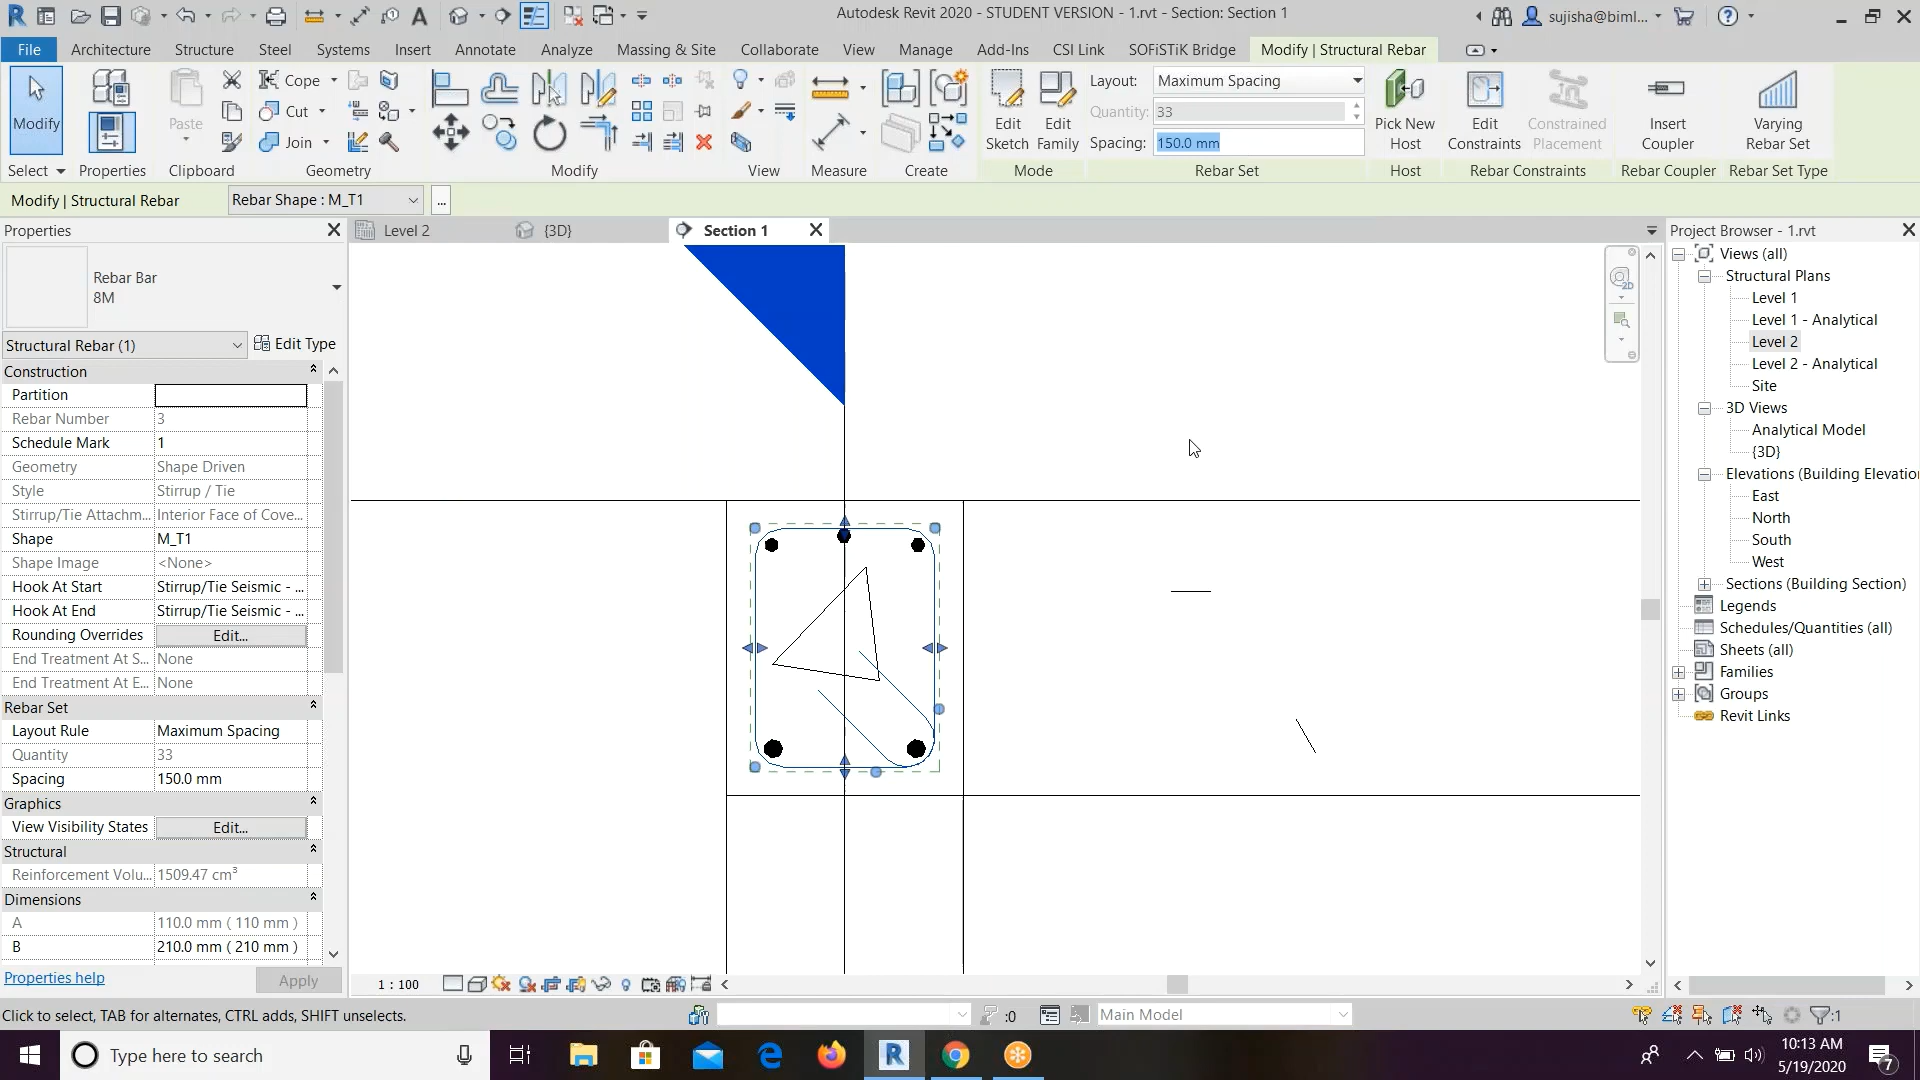 Autodesk Revit 2020 - STUDENT VERSION - 1.rvt - Section: Section 1
sujisha@biml...
File Architecture Structure Steel Systems Insert Annotate Analyze Massing & Site Collaborate View Manage Add-Ins CSI Link SOFiSTiK Bridge Modify | Structural Rebar
Modify
Paste
Cope
Cut
Join
Edit Sketch
Edit Family
Layout: Maximum Spacing
Quantity: 33
Spacing: 150.0 mm
Pick New Host
Edit Constraints
Constrained Placement
Insert Coupler
Varying Rebar Set
Select Properties Clipboard Geometry Modify View Measure Create Mode Rebar Set Host Rebar Constraints Rebar Coupler Rebar Set Type
Modify | Structural Rebar
Rebar Shape : M_T1
...
Properties
Level 2
{3D}
Section 1
Project Browser - 1.rvt
Rebar Bar
8M
Structural Rebar (1)
Edit Type
Construction
Partition
Rebar Number 3
Schedule Mark 1
Geometry Shape Driven
Style Stirrup / Tie
Stirrup/Tie Attachm... Interior Face of Cove...
Shape M_T1
Shape Image <None>
Hook At Start Stirrup/Tie Seismic - ...
Hook At End Stirrup/Tie Seismic - ...
Rounding Overrides Edit...
End Treatment At S... None
End Treatment At E... None
Rebar Set
Layout Rule Maximum Spacing
Quantity 33
Spacing 150.0 mm
Graphics
View Visibility States Edit...
Structural
Reinforcement Volu... 1509.47 cm³
Dimensions
A 110.0 mm ( 110 mm )
B 210.0 mm ( 210 mm )
Properties help
Apply
2D
Views (all)
Structural Plans
Level 1
Level 1 - Analytical
Level 2
Level 2 - Analytical
Site
3D Views
Analytical Model
{3D}
Elevations (Building Elevatio
East
North
South
West
Sections (Building Section)
Legends
Schedules/Quantities (all)
Sheets (all)
Families
Groups
Revit Links
1 : 100
Click to select, TAB for alternates, CTRL adds, SHIFT unselects.
:0
Main Model
:1
Type here to search
10:13 AM
5/19/2020
7